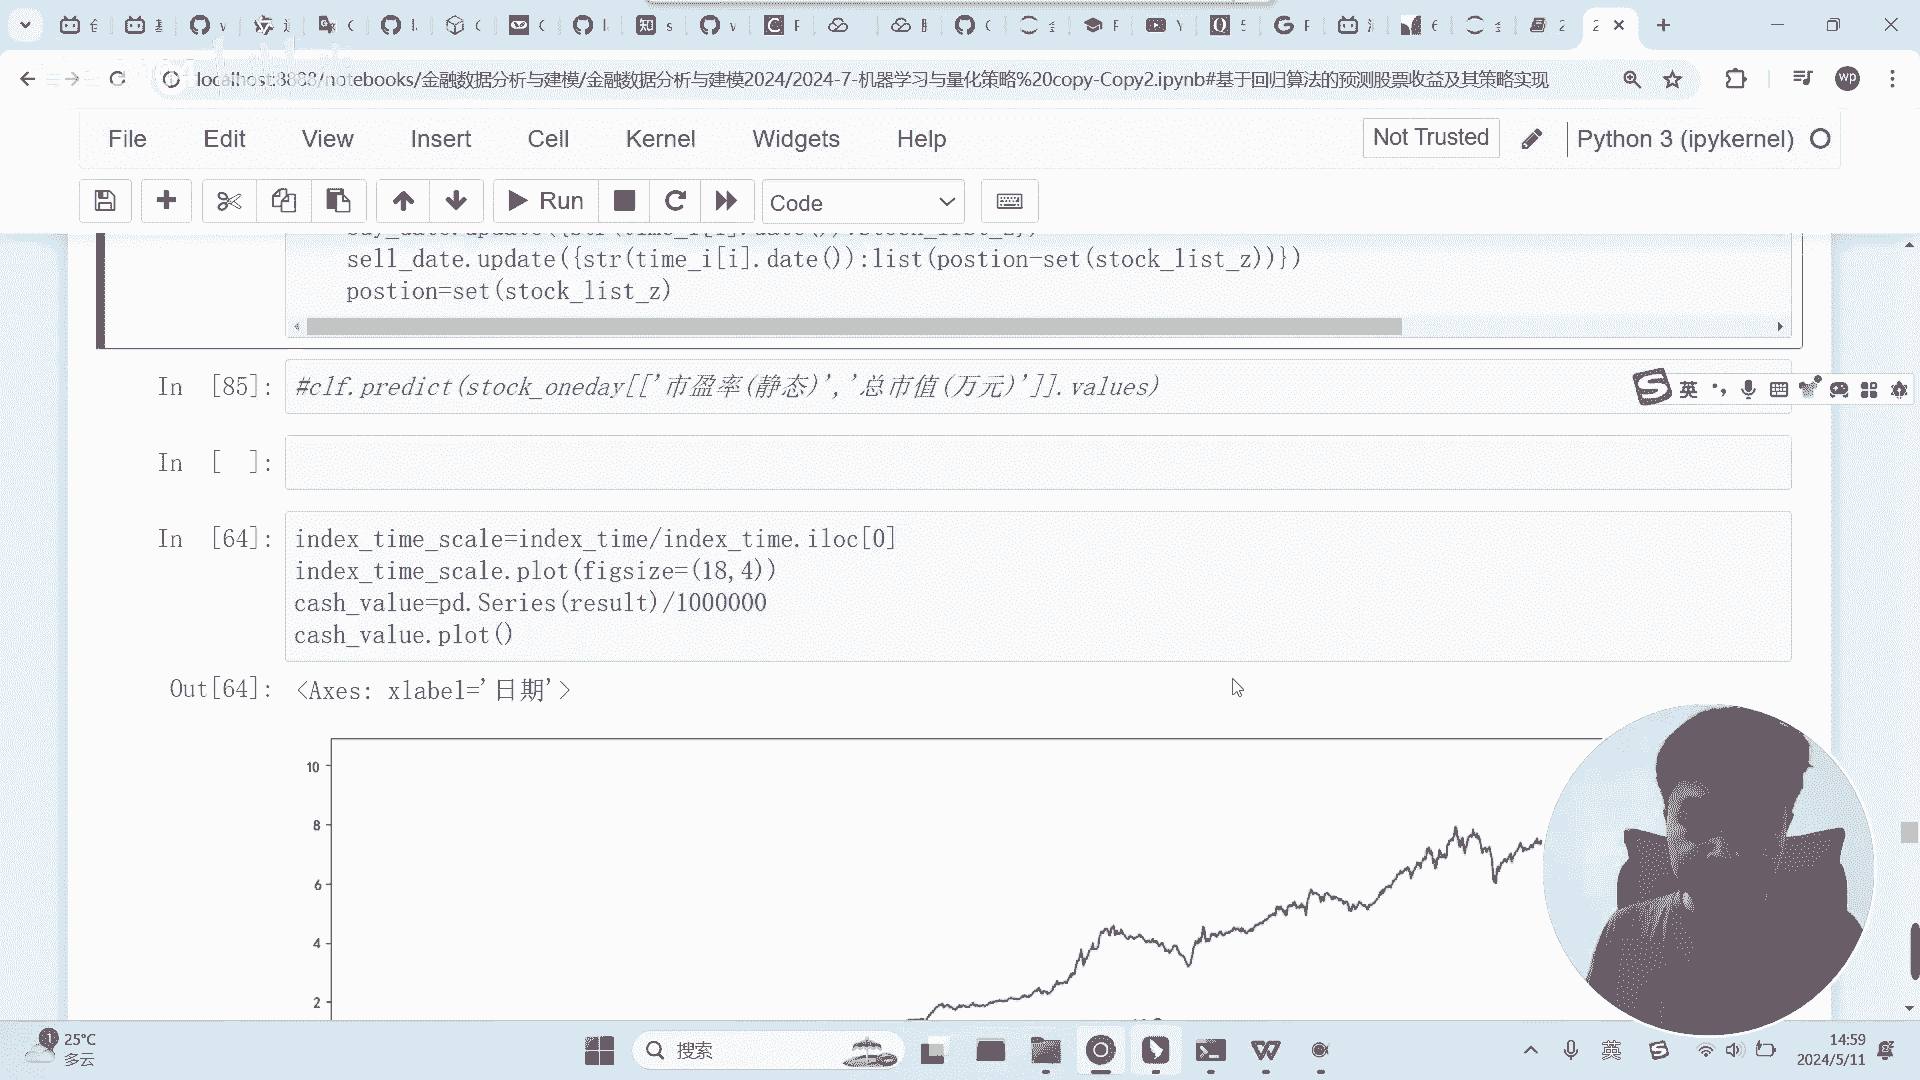 localhost:8888/notebooks/金融数据分析与建模/金融数据分析与建模2024/2024-7-机器学习与量化策略%20copy-Copy2.ipynb#基于回归算法的预测股票收益及其策略实现
wp
File Edit View Insert Cell Kernel Widgets Help
Not Trusted
Python 3 (ipykernel)
Run
Code
sell_date.update({str(time_i[i].date()):list(postion-set(stock_list_z))})
postion=set(stock_list_z)
In [85]: #clf.predict(stock_oneday[['市盈率(静态)','总市值(万元)']].values)
英
In [ ]:
In [64]: index_time_scale=index_time/index_time.iloc[0]
index_time_scale.plot(figsize=(18,4))
cash_value=pd.Series(result)/1000000
cash_value.plot()
Out[64]: <Axes: xlabel='日期'>
10
8
6
4
2
1
25°C
多云
搜索
英
14:59
2024/5/11